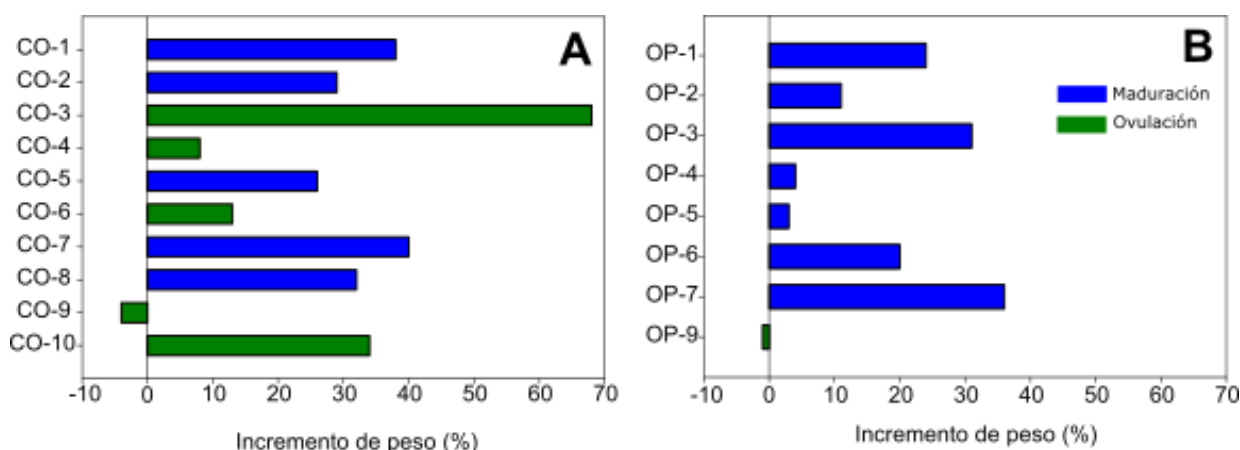 A
CO-1
CO-2
CO-3
CO-4
CO-5
CO-6
CO-7
CO-8
CO-9
CO-10
-10 0 10 20 30 40 50 60 70
Incremento de peso (%)
B
OP-1
OP-2
OP-3
OP-4
OP-5
OP-6
OP-7
OP-9
Maduración
Ovulación
-10 0 10 20 30 40 50 60 70
Incremento de peso (%)